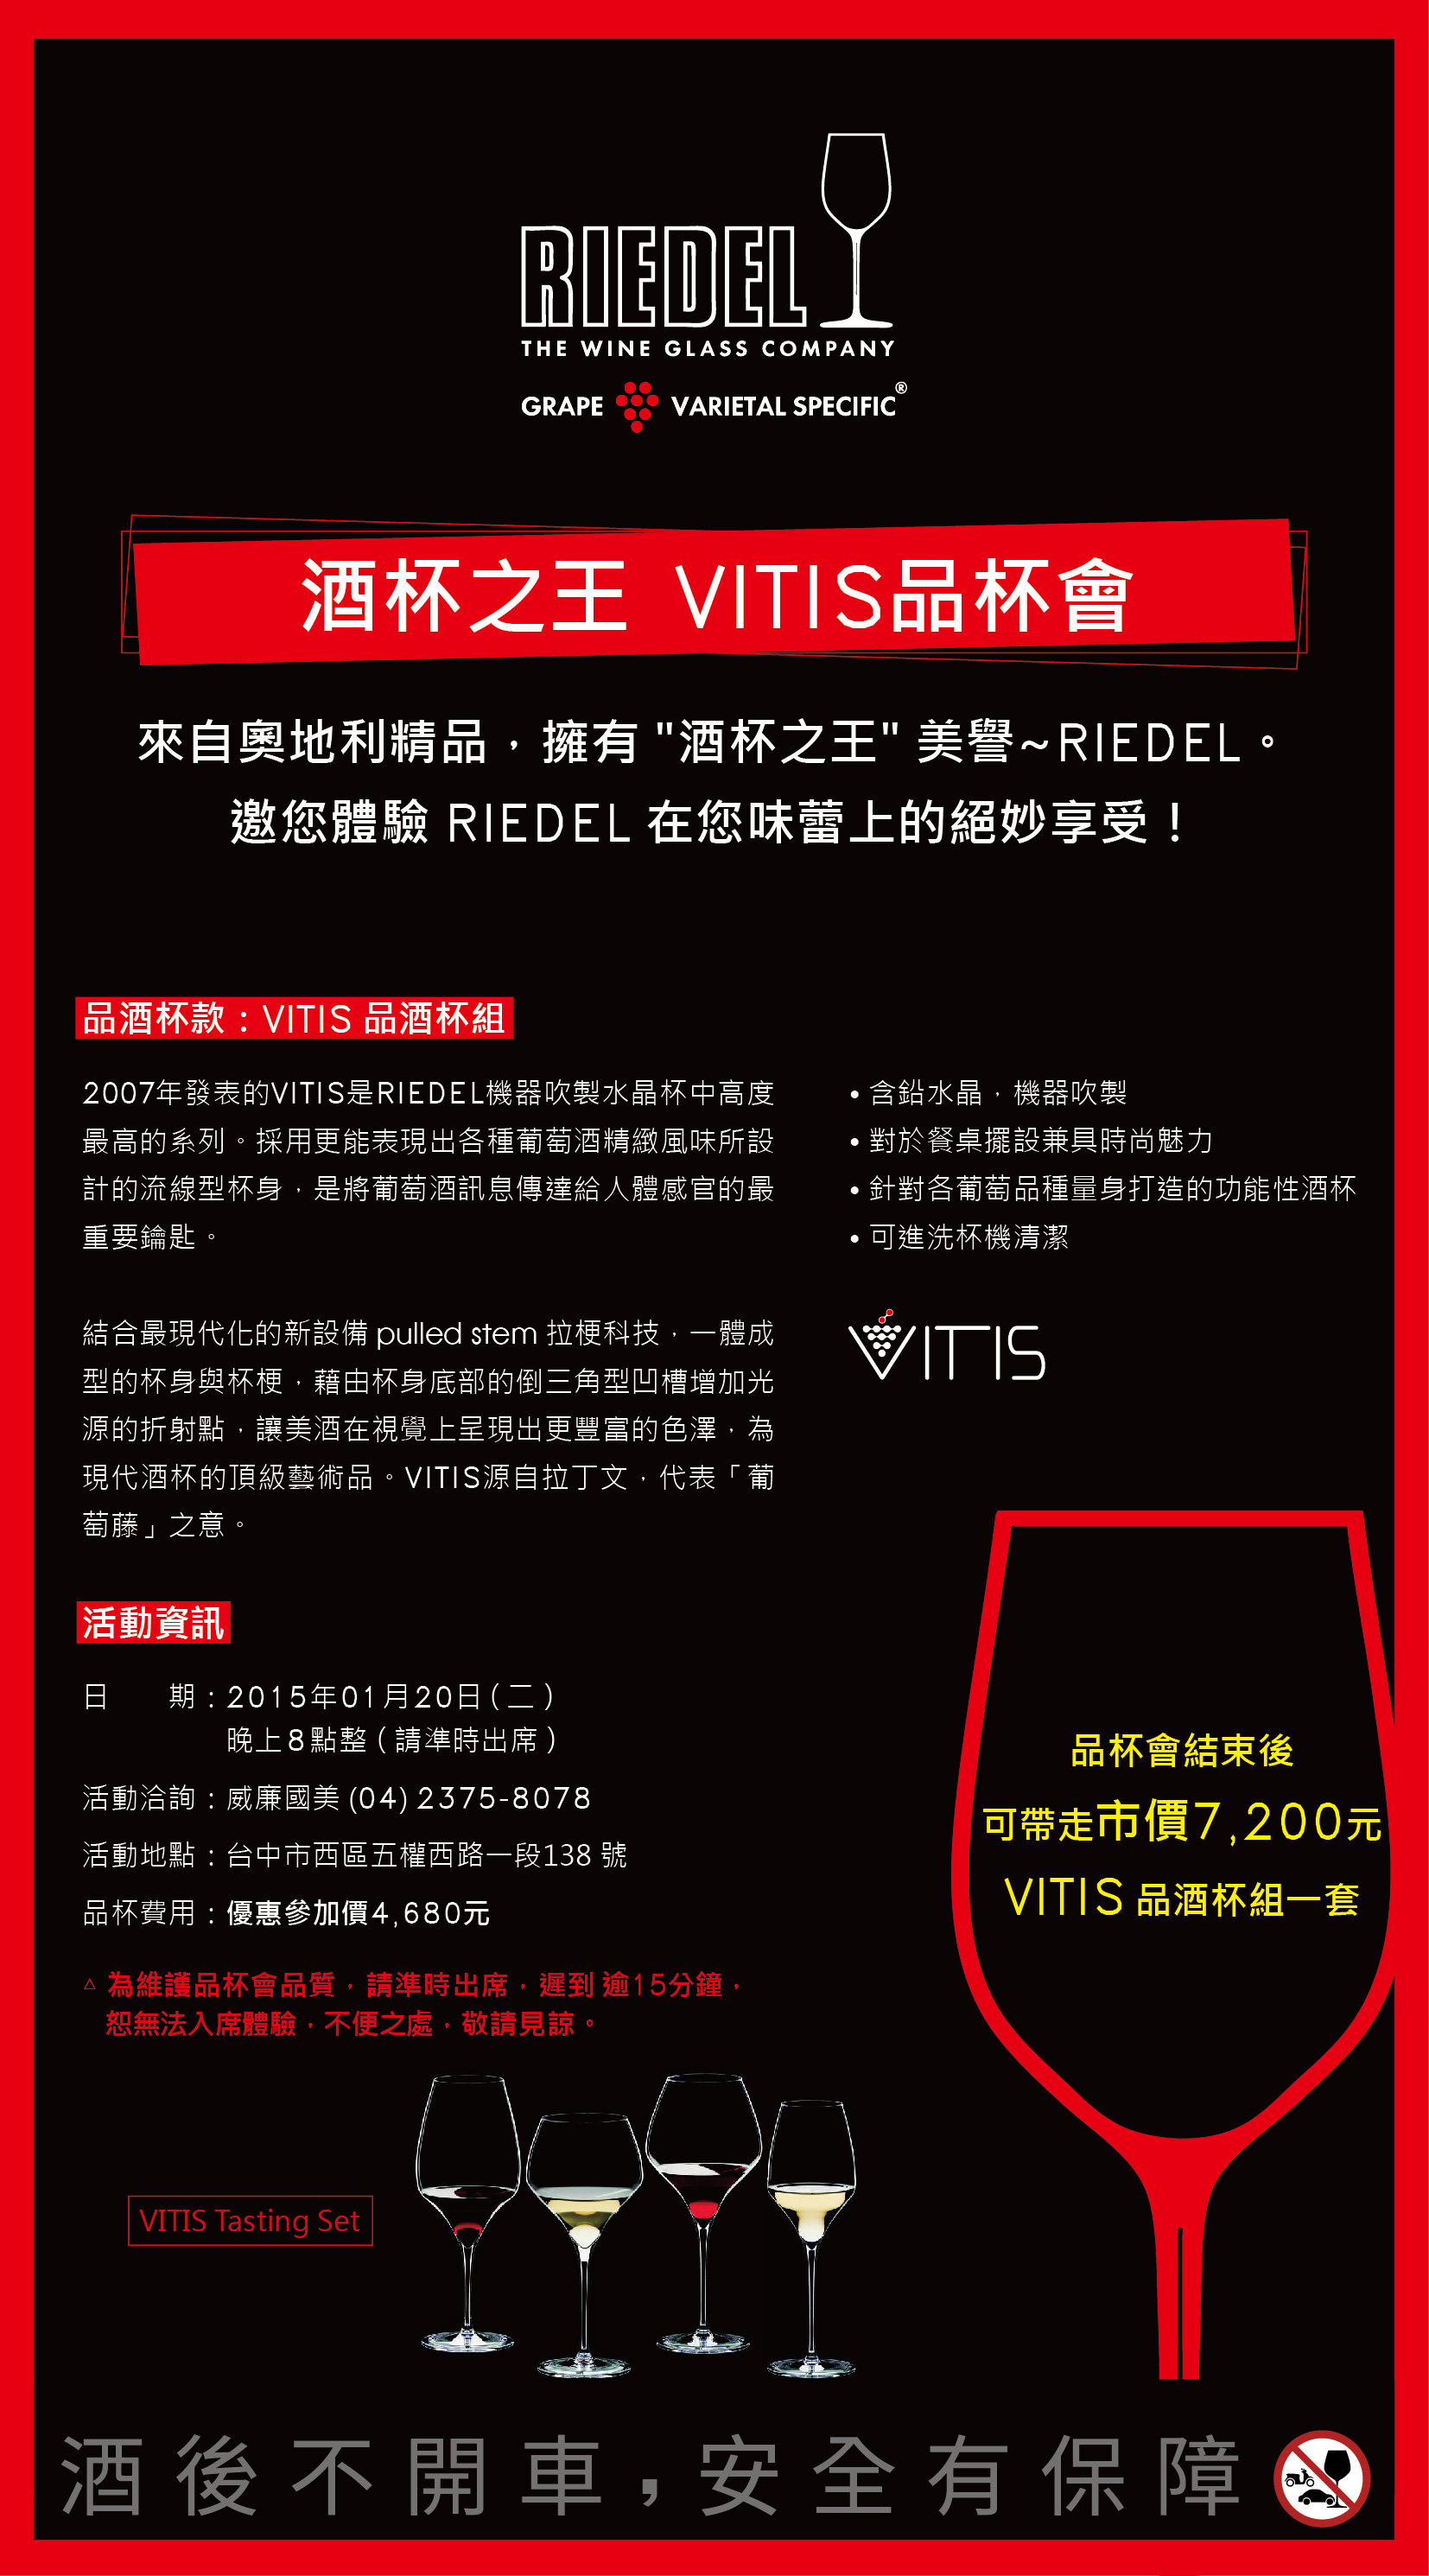 RIEDEL
THE WINE GLASS COMPANY
GRAPE VARIETAL SPECIFIC®
酒杯之王 VITIS品杯會
來自奧地利精品，擁有 "酒杯之王" 美譽~RIEDEL。
邀您體驗 RIEDEL 在您味蕾上的絕妙享受！
品酒杯款：VITIS 品酒杯組
2007年發表的VITIS是RIEDEL機器吹製水晶杯中高度
最高的系列。採用更能表現出各種葡萄酒精緻風味所設
計的流線型杯身，是將葡萄酒訊息傳達給人體感官的最
重要鑰匙。
結合最現代化的新設備 pulled stem 拉梗科技，一體成
型的杯身與杯梗，藉由杯身底部的倒三角型凹槽增加光
源的折射點，讓美酒在視覺上呈現出更豐富的色澤，為
現代酒杯的頂級藝術品。VITIS源自拉丁文，代表「葡
萄藤」之意。
• 含鉛水晶，機器吹製
• 對於餐桌擺設兼具時尚魅力
• 針對各葡萄品種量身打造的功能性酒杯
• 可進洗杯機清潔
VITIS
活動資訊
日　　期：2015年01月20日(二)
晚上8點整(請準時出席)
活動洽詢：威廉國美 (04) 2375-8078
活動地點：台中市西區五權西路一段138 號
品杯費用：優惠參加價4,680元
△ 為維護品杯會品質，請準時出席，遲到 逾15分鐘，
恕無法入席體驗，不便之處，敬請見諒。
品杯會結束後
可帶走市價7,200元
VITIS 品酒杯組一套
VITIS Tasting Set
酒後不開車，安全有保障